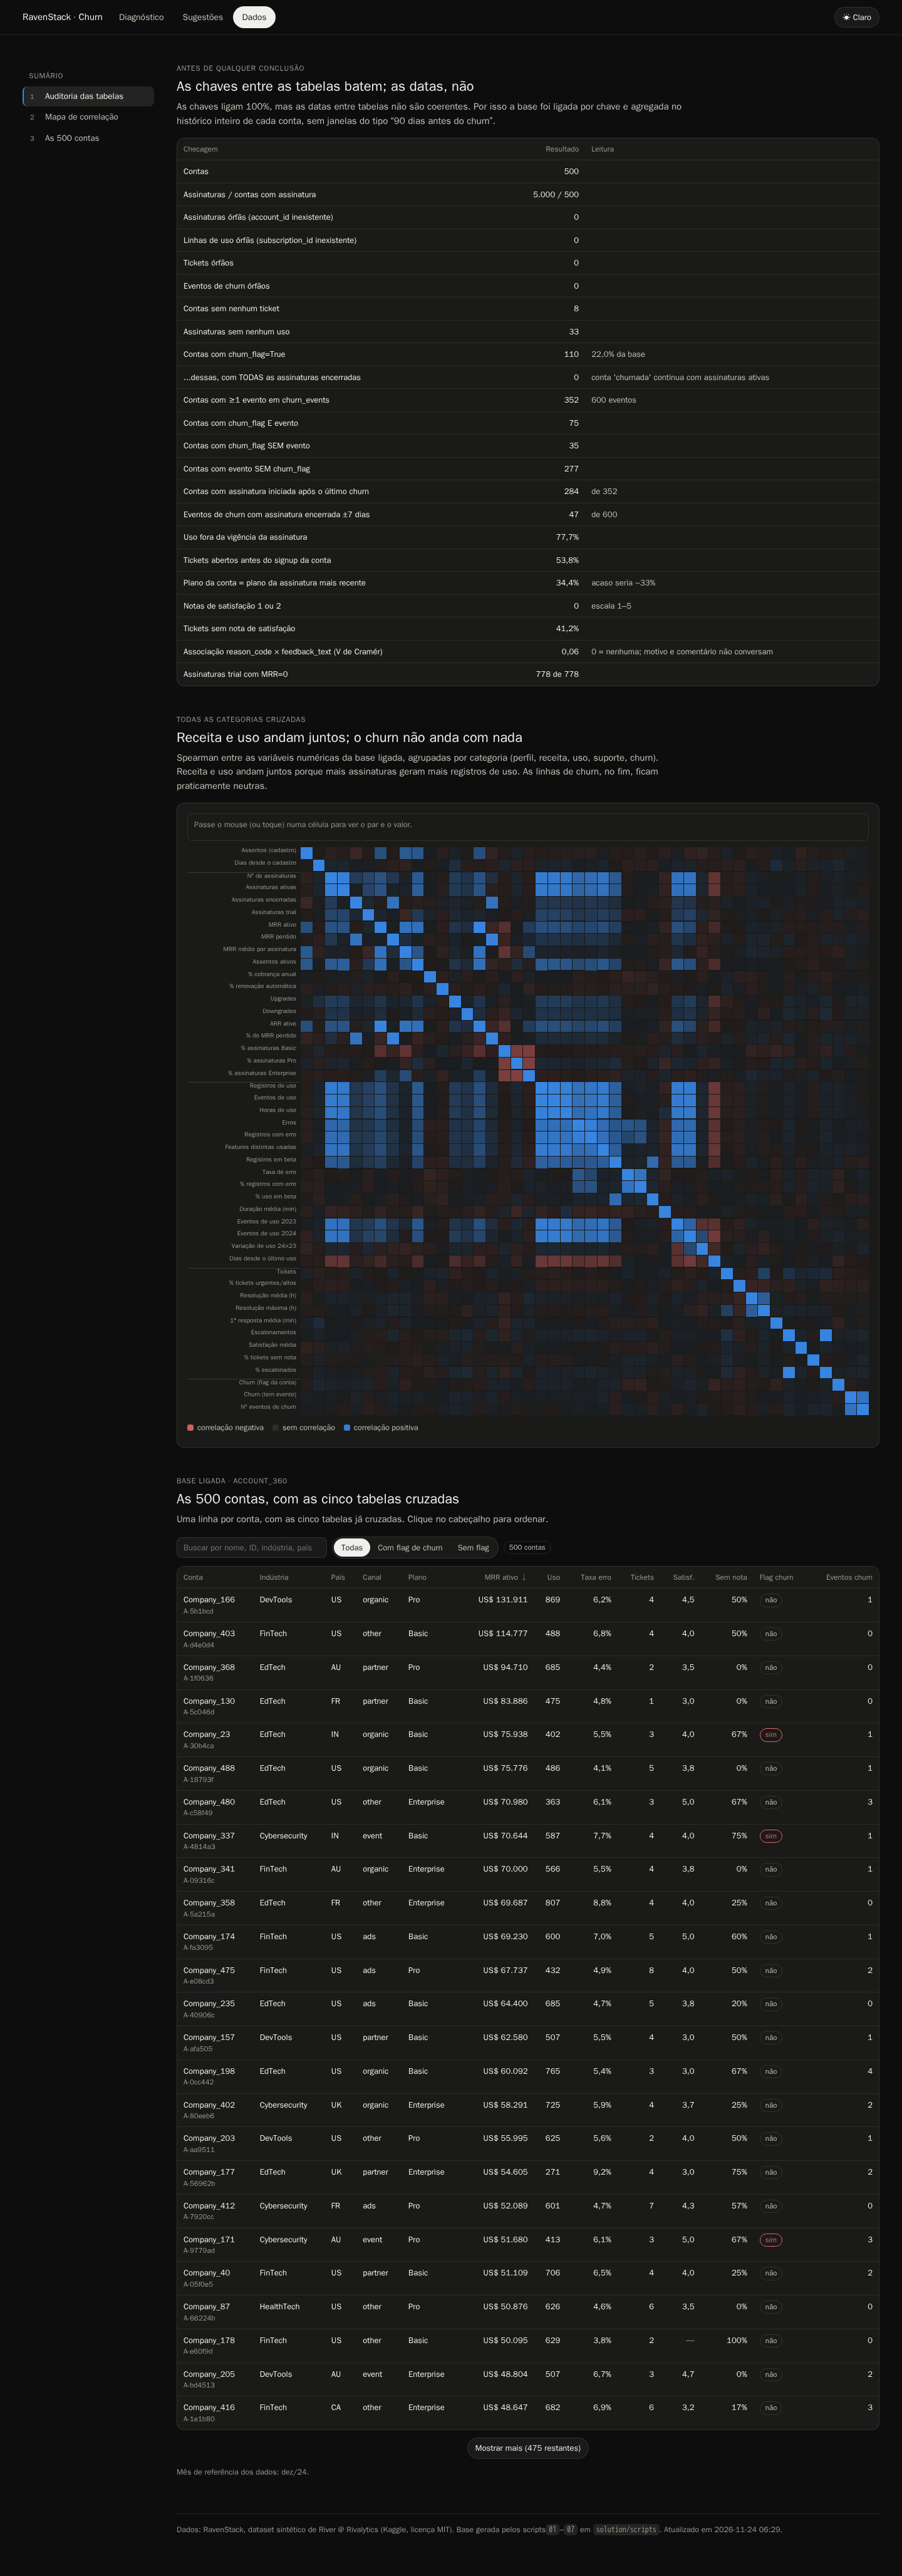 RavenStack · Churn Diagnóstico Sugestões Dados ☀ Claro
SUMÁRIO
1 Auditoria das tabelas
2 Mapa de correlação
3 As 500 contas
ANTES DE QUALQUER CONCLUSÃO
As chaves entre as tabelas batem; as datas, não
As chaves ligam 100%, mas as datas entre tabelas não são coerentes. Por isso a base foi ligada por chave e agregada no
histórico inteiro de cada conta, sem janelas do tipo "90 dias antes do churn".
Checagem Resultado Leitura
Contas 500
Assinaturas / contas com assinatura 5.000 / 500
Assinaturas órfãs (account_id inexistente) 0
Linhas de uso órfãs (subscription_id inexistente) 0
Tickets órfãos 0
Eventos de churn órfãos 0
Contas sem nenhum ticket 8
Assinaturas sem nenhum uso 33
Contas com churn_flag=True 110 22,0% da base
...dessas, com TODAS as assinaturas encerradas 0 conta 'churnada' continua com assinaturas ativas
Contas com ≥1 evento em churn_events 352 600 eventos
Contas com churn_flag E evento 75
Contas com churn_flag SEM evento 35
Contas com evento SEM churn_flag 277
Contas com assinatura iniciada após o último churn 284 de 352
Eventos de churn com assinatura encerrada ±7 dias 47 de 600
Uso fora da vigência da assinatura 77,7%
Tickets abertos antes do signup da conta 53,8%
Plano da conta = plano da assinatura mais recente 34,4% acaso seria ~33%
Notas de satisfação 1 ou 2 0 escala 1–5
Tickets sem nota de satisfação 41,2%
Associação reason_code × feedback_text (V de Cramér) 0,06 0 = nenhuma; motivo e comentário não conversam
Assinaturas trial com MRR=0 778 de 778
TODAS AS CATEGORIAS CRUZADAS
Receita e uso andam juntos; o churn não anda com nada
Spearman entre as variáveis numéricas da base ligada, agrupadas por categoria (perfil, receita, uso, suporte, churn).
Receita e uso andam juntos porque mais assinaturas geram mais registros de uso. As linhas de churn, no fim, ficam
praticamente neutras.
Passe o mouse (ou toque) numa célula para ver o par e o valor.
Assentos (cadastro)
Dias desde o cadastro
Nº de assinaturas
Assinaturas ativas
Assinaturas encerradas
Assinaturas trial
MRR ativo
MRR perdido
MRR médio por assinatura
Assentos ativos
% cobrança anual
% renovação automática
Upgrades
Downgrades
ARR ativo
% do MRR perdido
% assinaturas Basic
% assinaturas Pro
% assinaturas Enterprise
Registros de uso
Eventos de uso
Horas de uso
Erros
Registros com erro
Features distintas usadas
Registros em beta
Taxa de erro
% registros com erro
% uso em beta
Duração média (min)
Eventos de uso 2023
Eventos de uso 2024
Variação de uso 24×23
Dias desde o último uso
Tickets
% tickets urgentes/altos
Resolução média (h)
Resolução máxima (h)
1ª resposta média (min)
Escalonamentos
Satisfação média
% tickets sem nota
% escalonados
Churn (flag da conta)
Churn (tem evento)
Nº eventos de churn
correlação negativa sem correlação correlação positiva
BASE LIGADA · ACCOUNT_360
As 500 contas, com as cinco tabelas cruzadas
Uma linha por conta, com as cinco tabelas já cruzadas. Clique no cabeçalho para ordenar.
Buscar por nome, ID, indústria, país Todas Com flag de churn Sem flag 500 contas
Conta Indústria País Canal Plano MRR ativo ↓ Uso Taxa erro Tickets Satisf. Sem nota Flag churn Eventos churn
Company_166 DevTools US organic Pro US$ 131.911 869 6,2% 4 4,5 50% não 1
A-5b1bcd
Company_403 FinTech US other Basic US$ 114.777 488 6,8% 4 4,0 50% não 0
A-d4e0d4
Company_368 EdTech AU partner Pro US$ 94.710 685 4,4% 2 3,5 0% não 0
A-1f0636
Company_130 EdTech FR partner Basic US$ 83.886 475 4,8% 1 3,0 0% não 0
A-5c046d
Company_23 EdTech IN organic Basic US$ 75.938 402 5,5% 3 4,0 67% sim 1
A-30b4ca
Company_488 EdTech US organic Basic US$ 75.776 486 4,1% 5 3,8 0% não 1
A-18793f
Company_480 EdTech US other Enterprise US$ 70.980 363 6,1% 3 5,0 67% não 3
A-c58f49
Company_337 Cybersecurity IN event Basic US$ 70.644 587 7,7% 4 4,0 75% sim 1
A-4814a3
Company_341 FinTech AU organic Enterprise US$ 70.000 566 5,5% 4 3,8 0% não 1
A-09316c
Company_358 EdTech FR other Enterprise US$ 69.687 807 8,8% 4 4,0 25% não 0
A-5a215a
Company_174 FinTech US ads Basic US$ 69.230 600 7,0% 5 5,0 60% não 1
A-fa3095
Company_475 FinTech US ads Pro US$ 67.737 432 4,9% 8 4,0 50% não 2
A-e08cd3
Company_235 EdTech US ads Basic US$ 64.400 685 4,7% 5 3,8 20% não 0
A-40906c
Company_157 DevTools US partner Basic US$ 62.580 507 5,5% 4 3,0 50% não 1
A-afa505
Company_198 EdTech US organic Basic US$ 60.092 765 5,4% 3 3,0 67% não 4
A-0cc442
Company_402 Cybersecurity UK organic Enterprise US$ 58.291 725 5,9% 4 3,7 25% não 2
A-80eeb6
Company_203 DevTools US other Pro US$ 55.995 625 5,6% 2 4,0 50% não 1
A-aa9511
Company_177 EdTech UK partner Enterprise US$ 54.605 271 9,2% 4 3,0 75% não 2
A-56962b
Company_412 Cybersecurity FR ads Pro US$ 52.089 601 4,7% 7 4,3 57% não 0
A-7920cc
Company_171 Cybersecurity AU event Pro US$ 51.680 413 6,1% 3 5,0 67% sim 3
A-9779ad
Company_40 FinTech US partner Basic US$ 51.109 706 6,5% 4 4,0 25% não 2
A-05f0e5
Company_87 HealthTech US other Pro US$ 50.876 626 4,6% 6 3,5 0% não 0
A-66224b
Company_178 FinTech US other Basic US$ 50.095 629 3,8% 2 — 100% não 0
A-e60f9d
Company_205 DevTools AU event Enterprise US$ 48.804 507 6,7% 3 4,7 0% não 2
A-bd4513
Company_416 FinTech CA other Enterprise US$ 48.647 682 6,9% 6 3,2 17% não 3
A-1e1b80
Mostrar mais (475 restantes)
Mês de referência dos dados: dez/24.
Dados: RavenStack, dataset sintético de River @ Rivalytics (Kaggle, licença MIT). Base gerada pelos scripts 01–07 em solution/scripts. Atualizado em 2026-11-24 06:29.